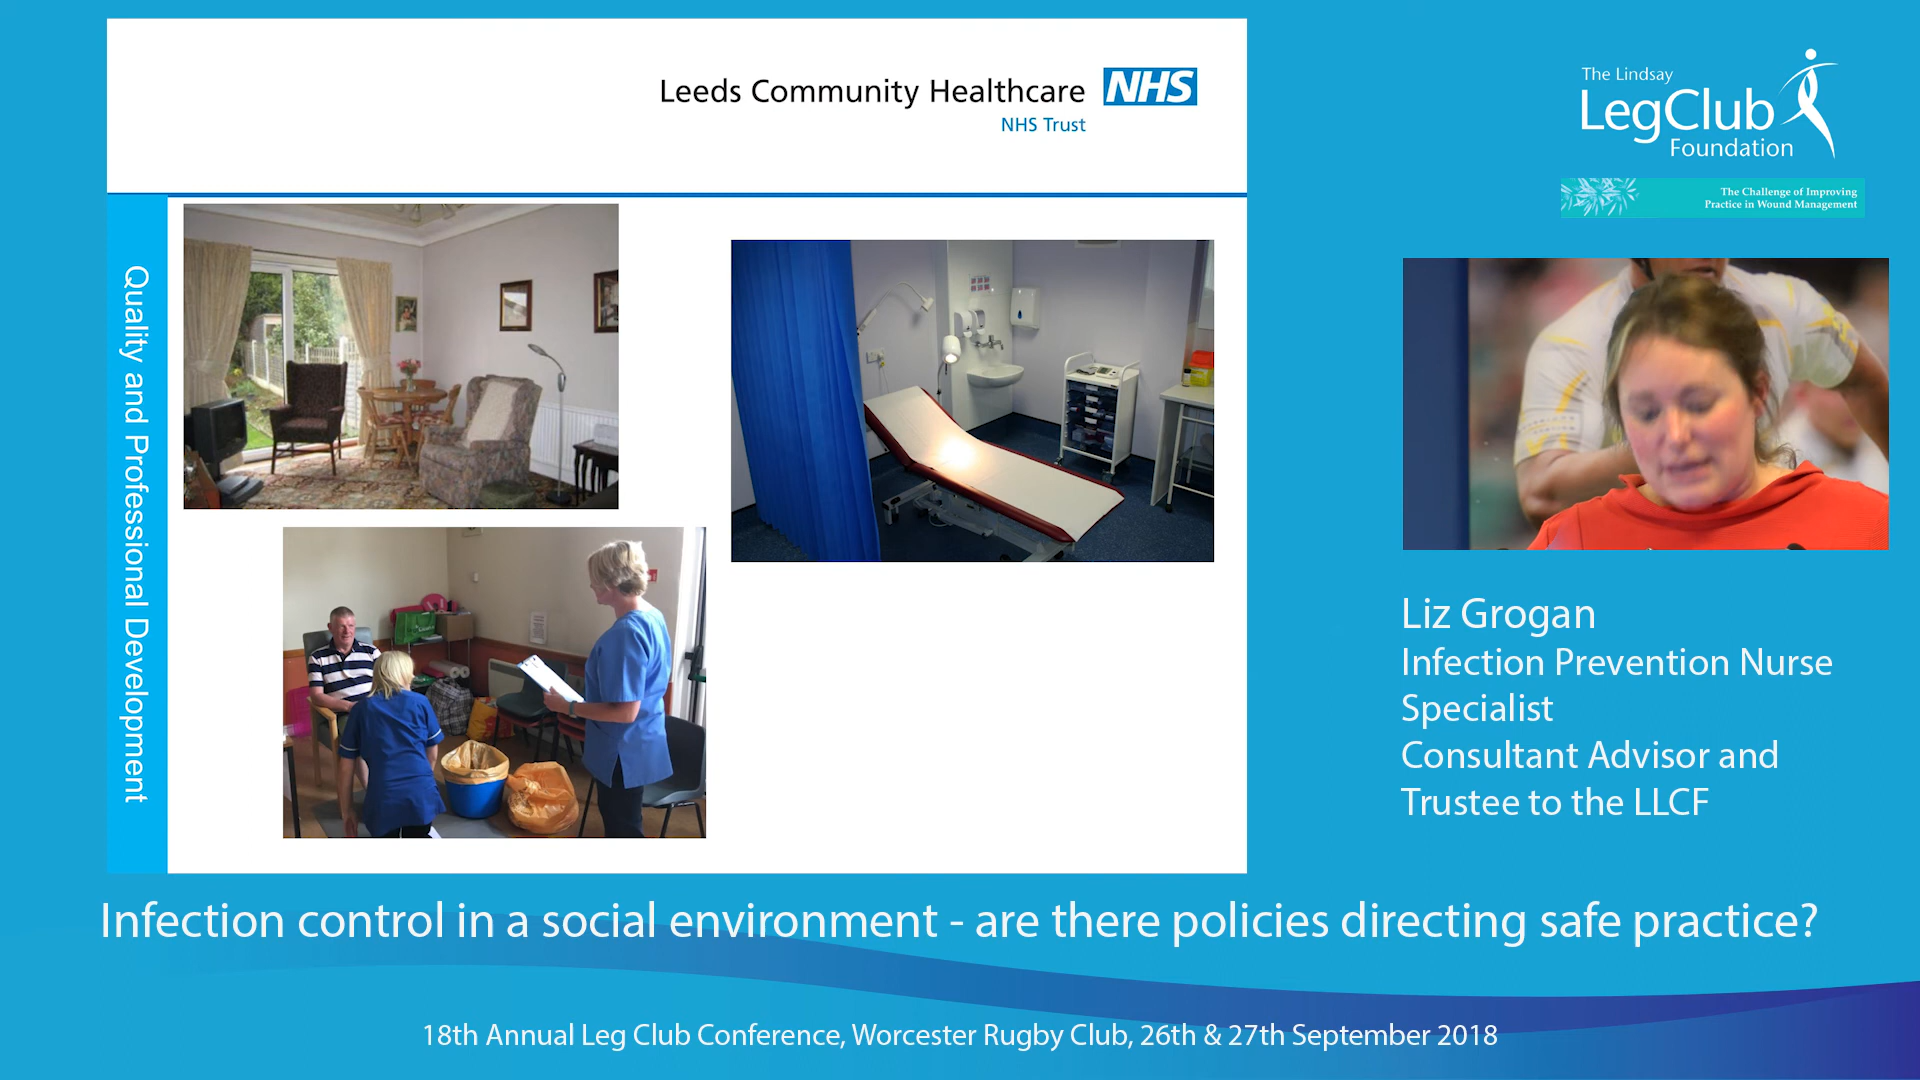 Leeds Community Healthcare NHS
NHS Trust
Quality and Professional Development
The Lindsay
LegClub
Foundation
The Challenge of Improving
Practice in Wound Management
Liz Grogan
Infection Prevention Nurse
Specialist
Consultant Advisor and
Trustee to the LLCF
Infection control in a social environment - are there policies directing safe practice?
18th Annual Leg Club Conference, Worcester Rugby Club, 26th & 27th September 2018